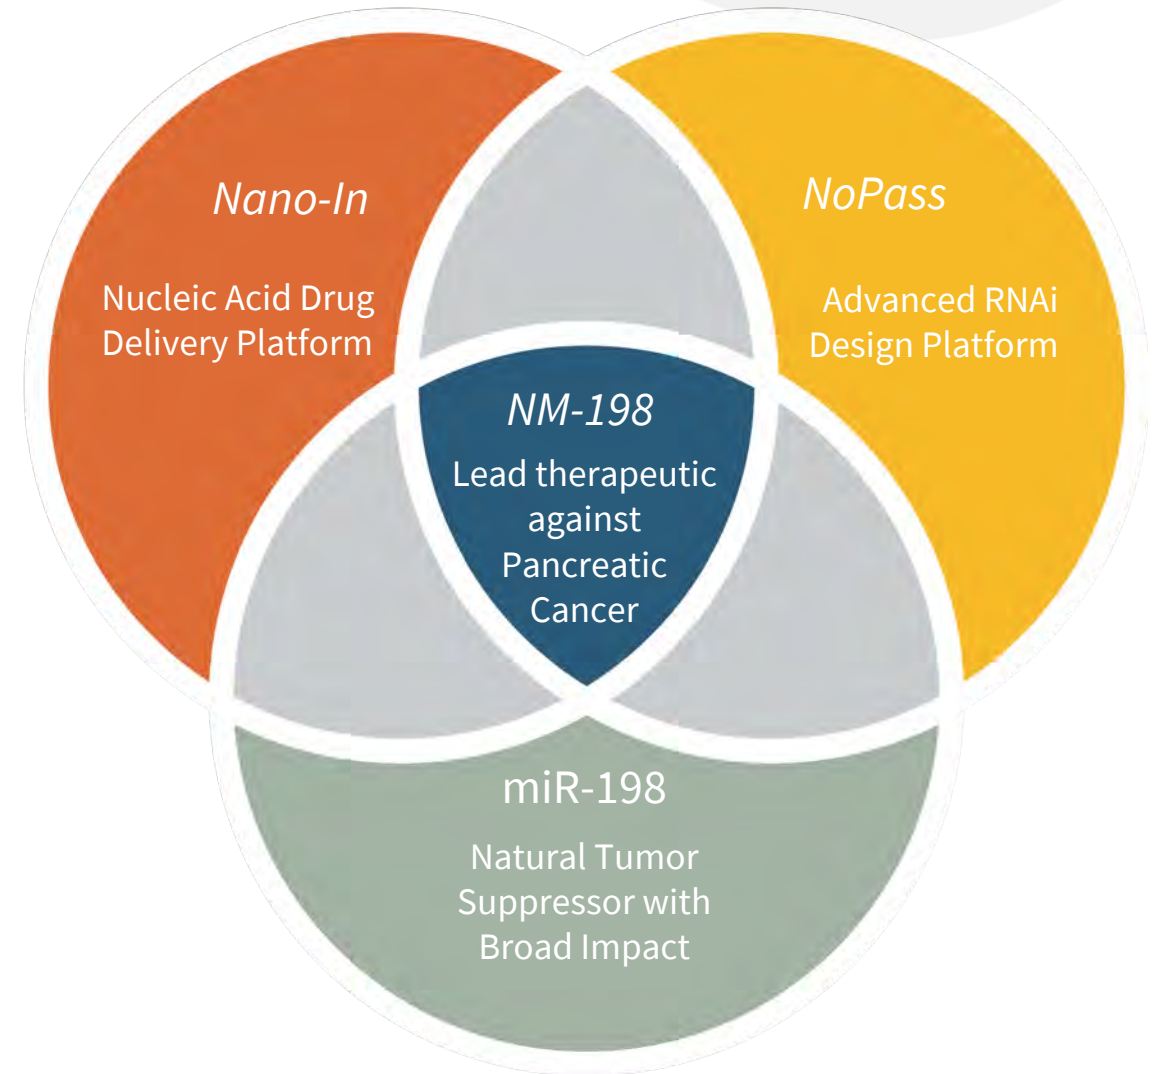 Nano-In
Nucleic Acid Drug
Delivery Platform
NoPass
Advanced RNAi
Design Platform
NM-198
Lead therapeutic
against
Pancreatic
Cancer
miR-198
Natural Tumor
Suppressor with
Broad Impact